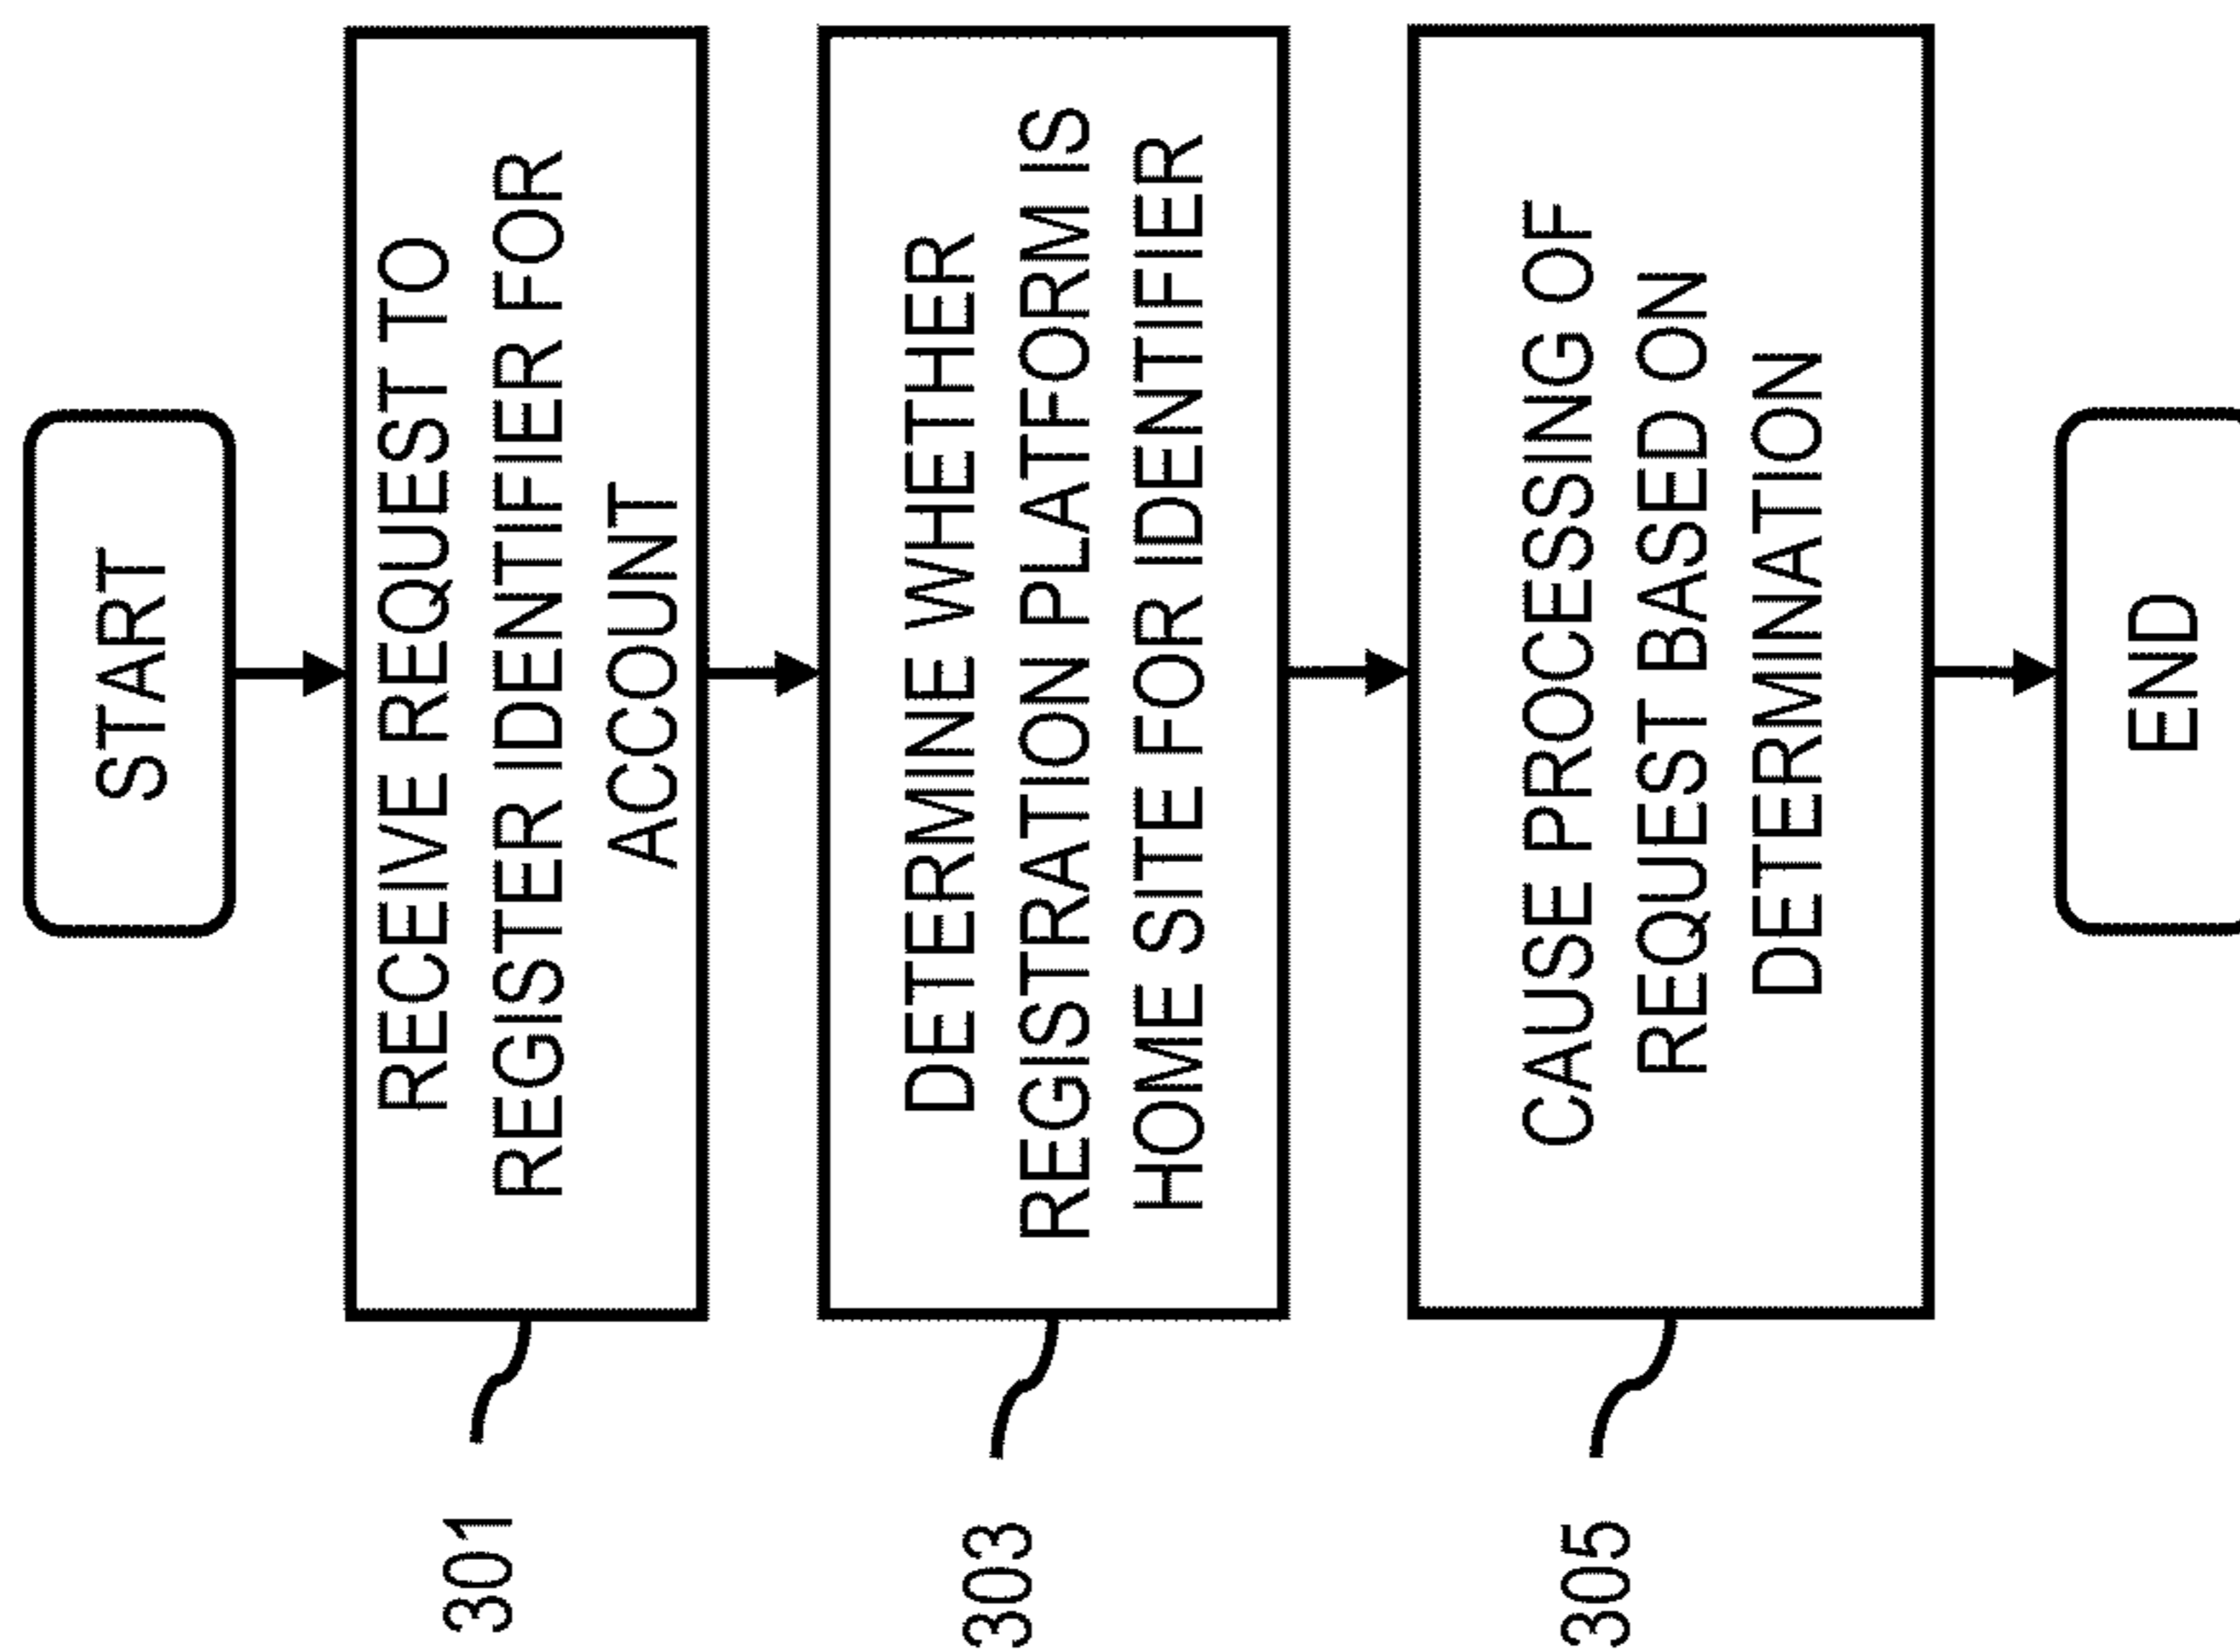 START
301
RECEIVE REQUEST TO
REGISTER IDENTIFIER FOR
ACCOUNT
303
DETERMINE WHETHER
REGISTRATION PLATFORM IS
HOME SITE FOR IDENTIFIER
305
CAUSE PROCESSING OF
REQUEST BASED ON
DETERMINATION
END